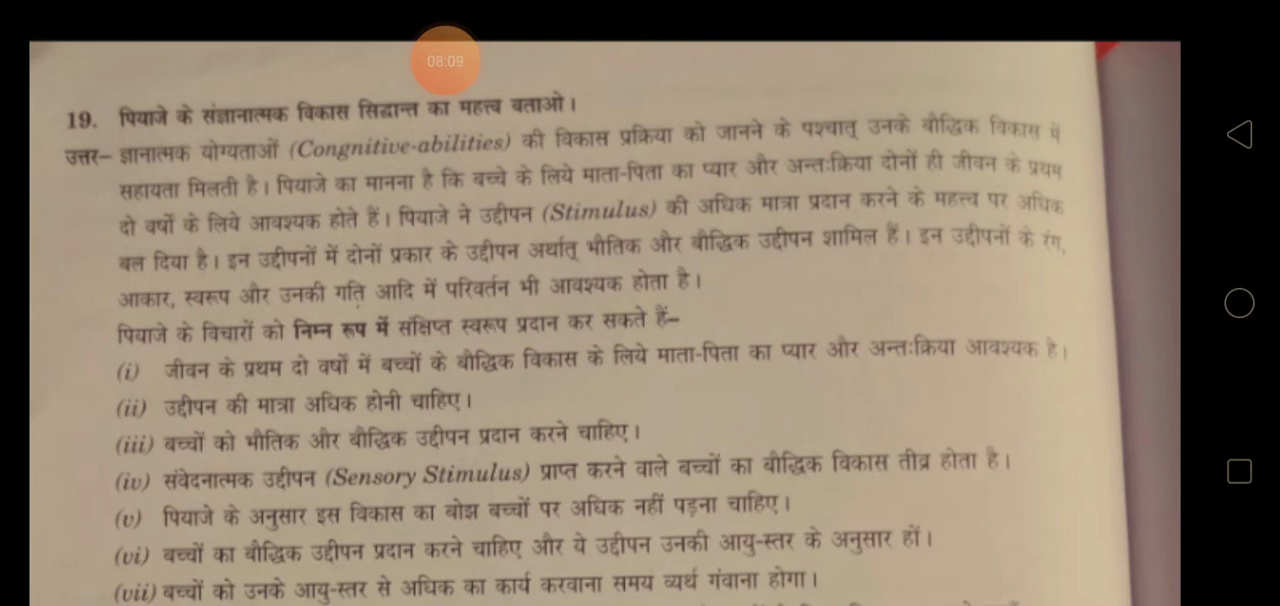 08:09
19. पियाजे के संज्ञानात्मक विकास सिद्धान्त का महत्त्व बताओ।
उत्तर– ज्ञानात्मक योग्यताओं (Congnitive-abilities) की विकास प्रक्रिया को जानने के पश्चात् उनके बौद्धिक विकास में
सहायता मिलती है। पियाजे का मानना है कि बच्चे के लिये माता-पिता का प्यार और अन्तःक्रिया दोनों ही जीवन के प्रथम
दो वर्षों के लिये आवश्यक होते हैं। पियाजे ने उद्दीपन (Stimulus) की अधिक मात्रा प्रदान करने के महत्त्व पर अधिक
बल दिया है। इन उद्दीपनों में दोनों प्रकार के उद्दीपन अर्थात् भौतिक और बौद्धिक उद्दीपन शामिल हैं। इन उद्दीपनों के रंग,
आकार, स्वरूप और उनकी गति आदि में परिवर्तन भी आवश्यक होता है।
पियाजे के विचारों को निम्न रूप में संक्षिप्त स्वरूप प्रदान कर सकते हैं–
(i) जीवन के प्रथम दो वर्षों में बच्चों के बौद्धिक विकास के लिये माता-पिता का प्यार और अन्तःक्रिया आवश्यक है।
(ii) उद्दीपन की मात्रा अधिक होनी चाहिए।
(iii) बच्चों को भौतिक और बौद्धिक उद्दीपन प्रदान करने चाहिए।
(iv) संवेदनात्मक उद्दीपन (Sensory Stimulus) प्राप्त करने वाले बच्चों का बौद्धिक विकास तीव्र होता है।
(v) पियाजे के अनुसार इस विकास का बोझ बच्चों पर अधिक नहीं पड़ना चाहिए।
(vi) बच्चों का बौद्धिक उद्दीपन प्रदान करने चाहिए और ये उद्दीपन उनकी आयु-स्तर के अनुसार हों।
(vii) बच्चों को उनके आयु-स्तर से अधिक का कार्य करवाना समय व्यर्थ गंवाना होगा।